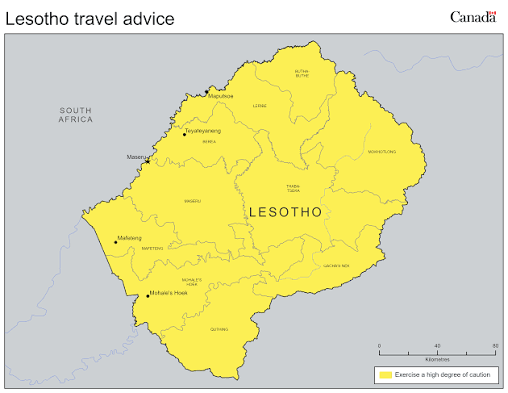 Lesotho travel advice
Canada
SOUTH
AFRICA
BUTHA-
BUTHE
Maputsoe
LERIBE
Teyateyaneng
BEREA
Maseru
MOKHOTLONG
THABA-
TSEKA
MASERU
LESOTHO
Mafeteng
MAFETENG
QACHA'S NEK
MOHALE'S
HOEK
Mohale's Hoek
QUTHING
0 40 80
Kilometres
Exercise a high degree of caution